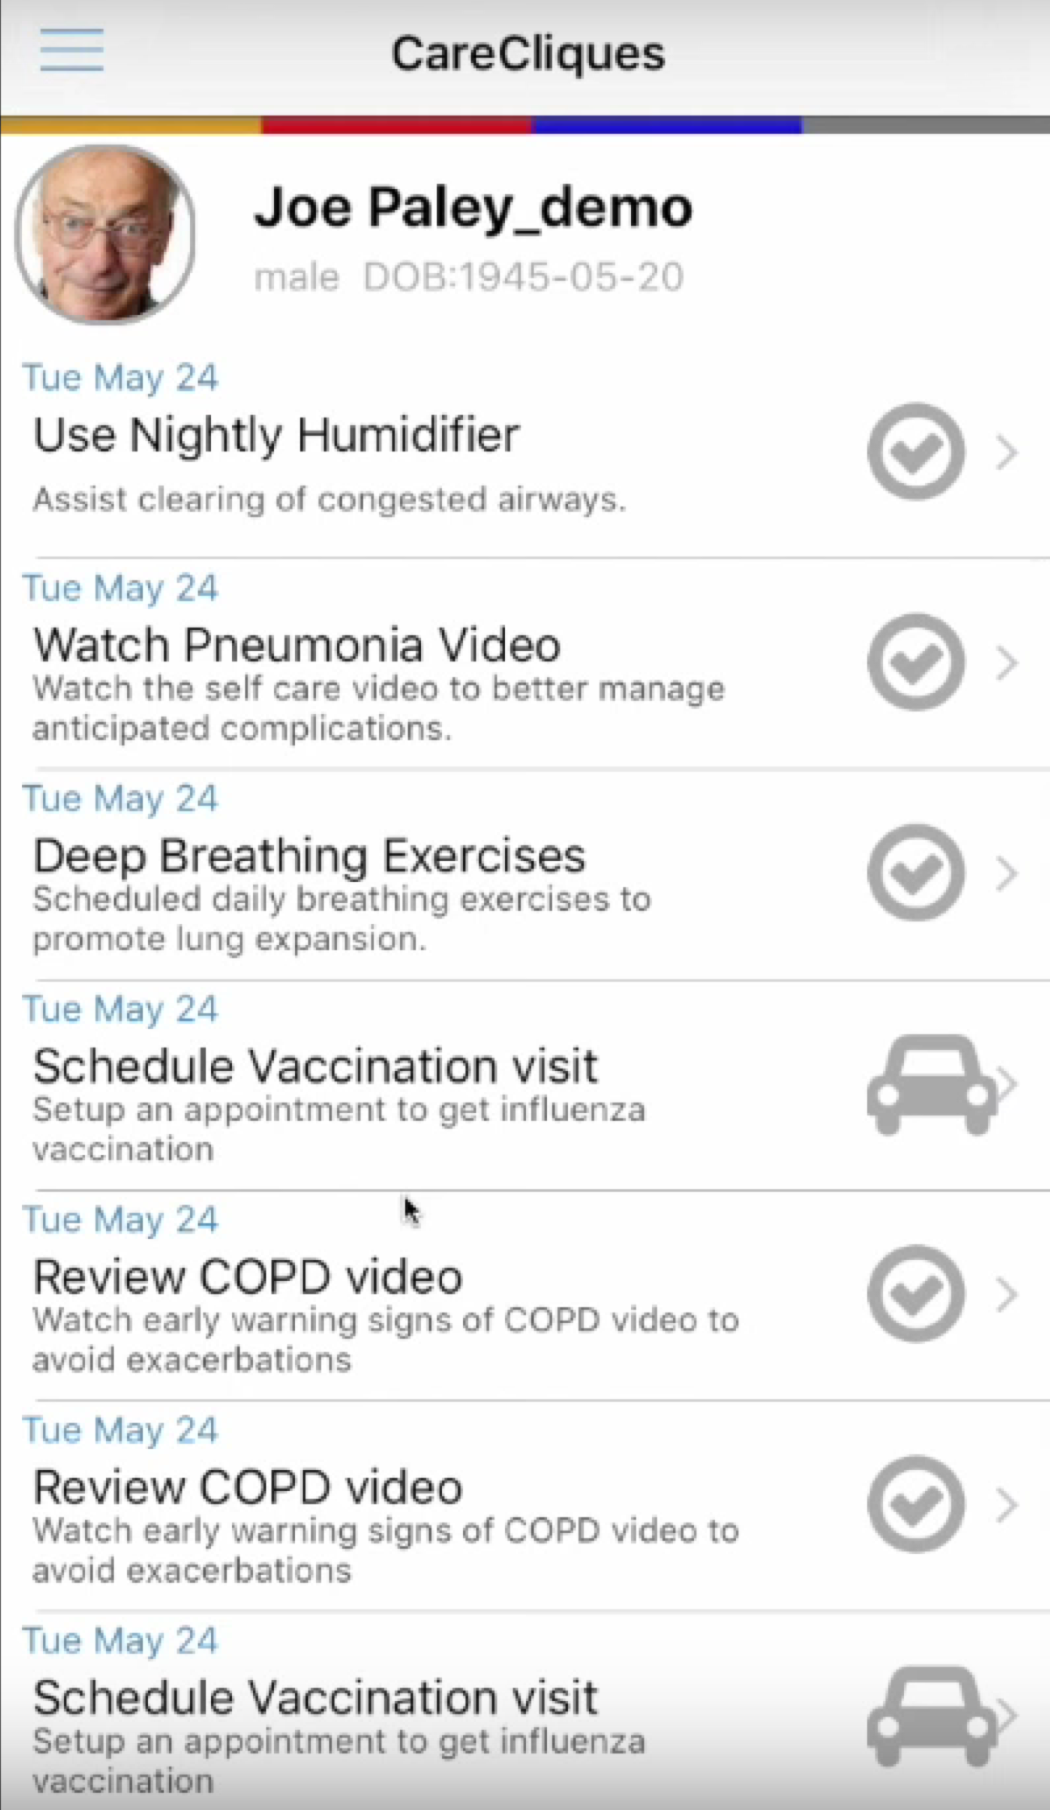 CareCliques
Joe Paley_demo
male DOB:1945-05-20
Tue May 24
Use Nightly Humidifier
Assist clearing of congested airways.
Tue May 24
Watch Pneumonia Video
Watch the self care video to better manage
anticipated complications.
Tue May 24
Deep Breathing Exercises
Scheduled daily breathing exercises to
promote lung expansion.
Tue May 24
Schedule Vaccination visit
Setup an appointment to get influenza
vaccination
Tue May 24
Review COPD video
Watch early warning signs of COPD video to
avoid exacerbations
Tue May 24
Review COPD video
Watch early warning signs of COPD video to
avoid exacerbations
Tue May 24
Schedule Vaccination visit
Setup an appointment to get influenza
vaccination